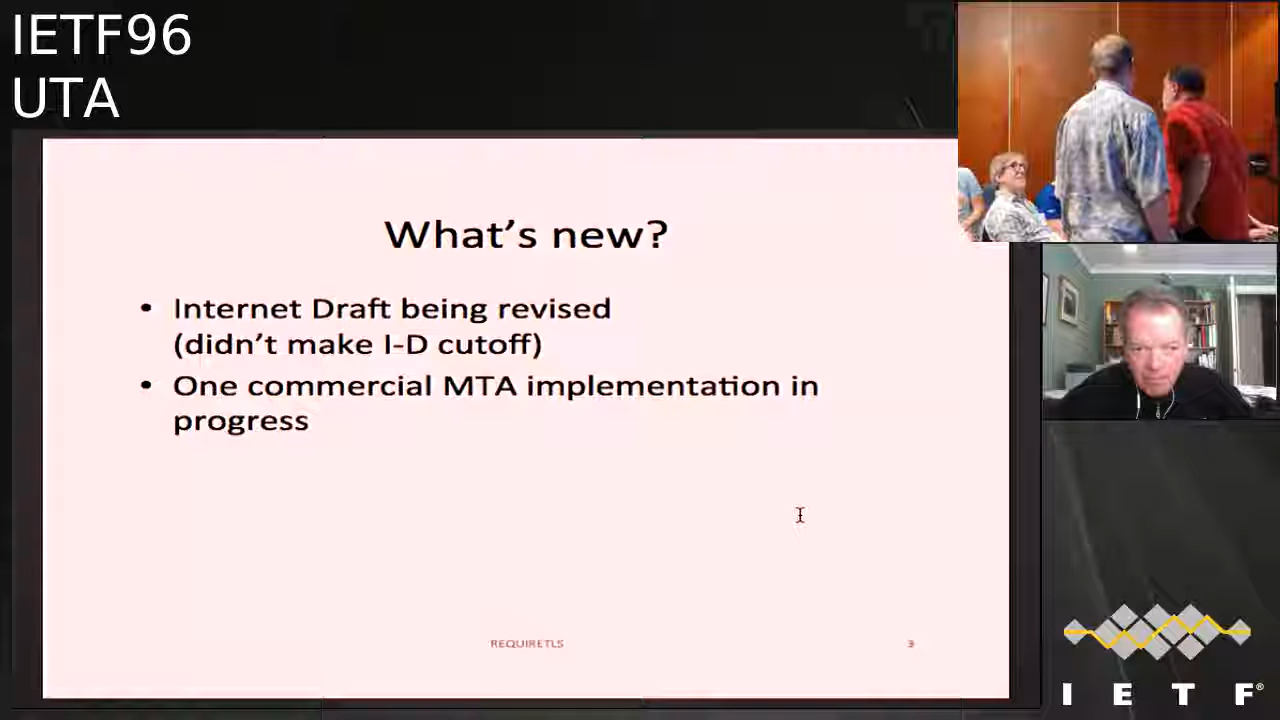 IETF96
UTA
What's new?
• Internet Draft being revised
(didn't make I-D cutoff)
• One commercial MTA implementation in
progress
REQUIRETLS
3
I E T F®